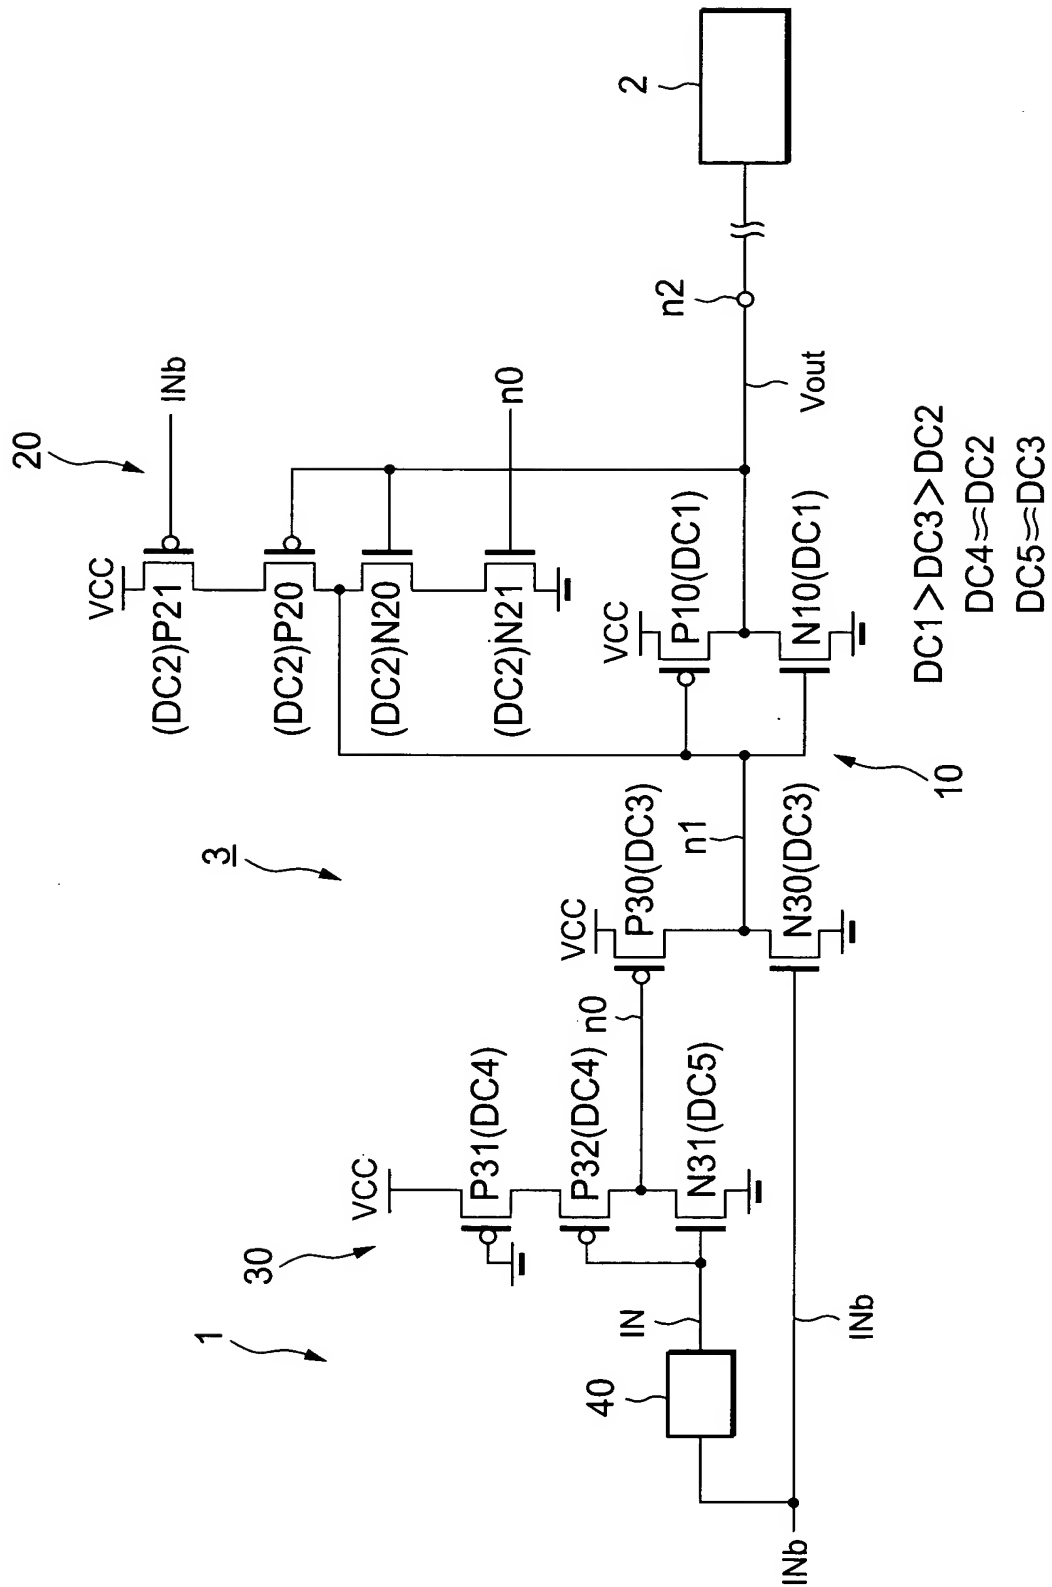 20
VCC
INb
(DC2)P21
(DC2)P20
(DC2)N20
(DC2)N21
n0
2
n2
Vout
3
VCC
P10(DC1)
N10(DC1)
10
n1
VCC
P30(DC3)
N30(DC3)
n0
1
30
VCC
P31(DC4)
P32(DC4)
N31(DC5)
40
IN
INb
INb
DC1>DC3>DC2
DC4≈DC2
DC5≈DC3